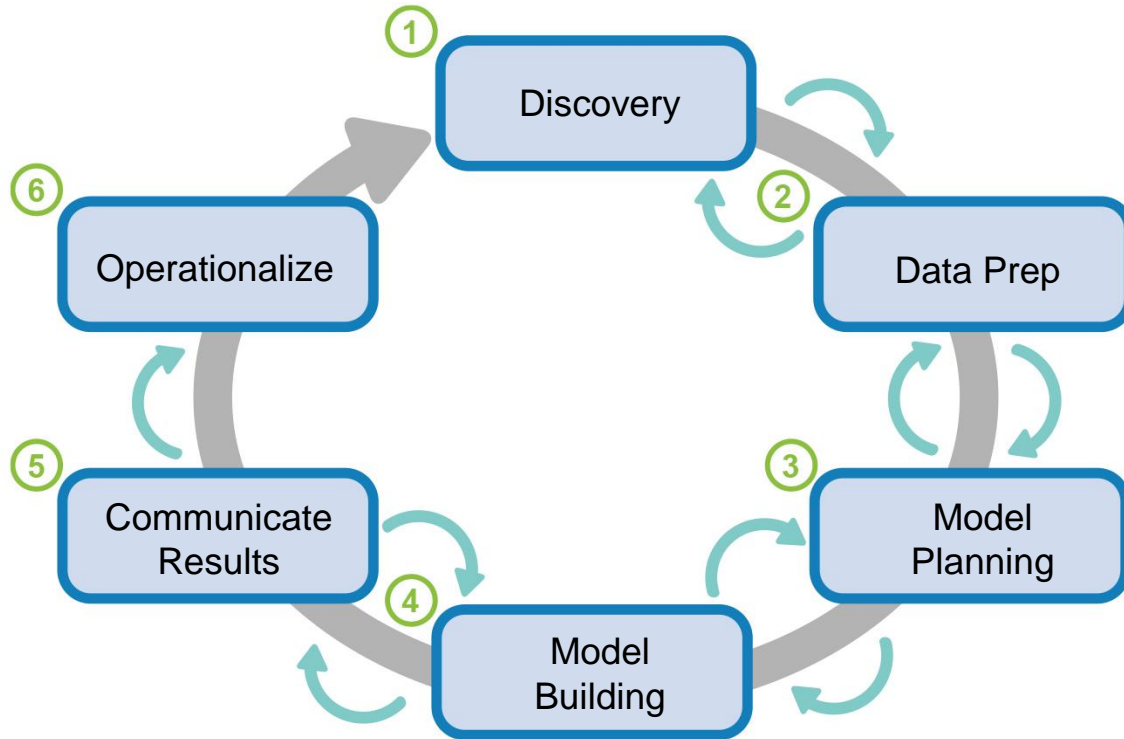 1
Discovery
2
Data Prep
3
Model
Planning
4
Model
Building
5
Communicate
Results
6
Operationalize